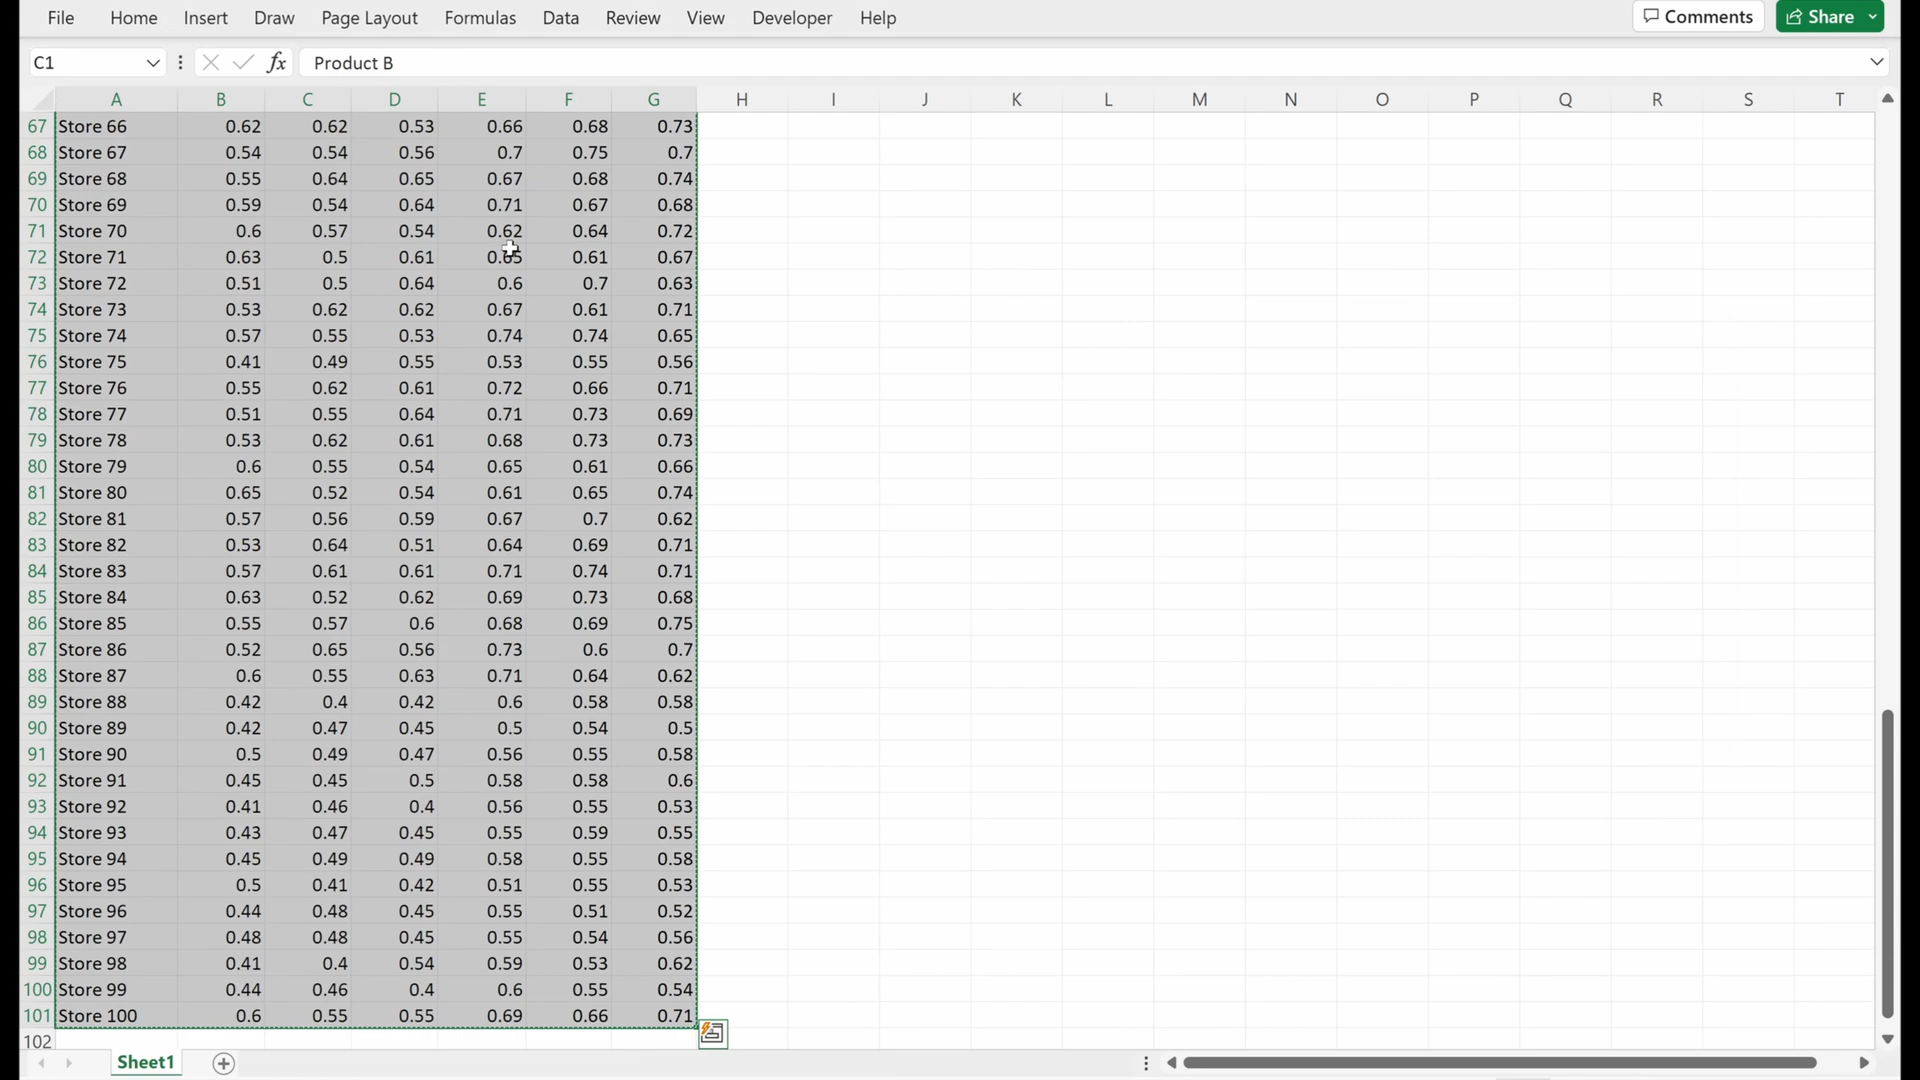 File Home Insert Draw Page Layout Formulas Data Review View Developer Help Comments Share
C1 fx Product B
A B C D E F G H I J K L M N O P Q R S T
67 Store 66 0.62 0.62 0.53 0.66 0.68 0.73
68 Store 67 0.54 0.54 0.56 0.7 0.75 0.7
69 Store 68 0.55 0.64 0.65 0.67 0.68 0.74
70 Store 69 0.59 0.54 0.64 0.71 0.67 0.68
71 Store 70 0.6 0.57 0.54 0.62 0.64 0.72
72 Store 71 0.63 0.5 0.61 0.61 0.67
73 Store 72 0.51 0.5 0.64 0.6 0.7 0.63
74 Store 73 0.53 0.62 0.62 0.67 0.61 0.71
75 Store 74 0.57 0.55 0.53 0.74 0.74 0.65
76 Store 75 0.41 0.49 0.55 0.53 0.55 0.56
77 Store 76 0.55 0.62 0.61 0.72 0.66 0.71
78 Store 77 0.51 0.55 0.64 0.71 0.73 0.69
79 Store 78 0.53 0.62 0.61 0.68 0.73 0.73
80 Store 79 0.6 0.55 0.54 0.65 0.61 0.66
81 Store 80 0.65 0.52 0.54 0.61 0.65 0.74
82 Store 81 0.57 0.56 0.59 0.67 0.7 0.62
83 Store 82 0.53 0.64 0.51 0.64 0.69 0.71
84 Store 83 0.57 0.61 0.61 0.71 0.74 0.71
85 Store 84 0.63 0.52 0.62 0.69 0.73 0.68
86 Store 85 0.55 0.57 0.6 0.68 0.69 0.75
87 Store 86 0.52 0.65 0.56 0.73 0.6 0.7
88 Store 87 0.6 0.55 0.63 0.71 0.64 0.62
89 Store 88 0.42 0.4 0.42 0.6 0.58 0.58
90 Store 89 0.42 0.47 0.45 0.5 0.54 0.5
91 Store 90 0.5 0.49 0.47 0.56 0.55 0.58
92 Store 91 0.45 0.45 0.5 0.58 0.58 0.6
93 Store 92 0.41 0.46 0.4 0.56 0.55 0.53
94 Store 93 0.43 0.47 0.45 0.55 0.59 0.55
95 Store 94 0.45 0.49 0.49 0.58 0.55 0.58
96 Store 95 0.5 0.41 0.42 0.51 0.55 0.53
97 Store 96 0.44 0.48 0.45 0.55 0.51 0.52
98 Store 97 0.48 0.48 0.45 0.55 0.54 0.56
99 Store 98 0.41 0.4 0.54 0.59 0.53 0.62
100 Store 99 0.44 0.46 0.4 0.6 0.55 0.54
101 Store 100 0.6 0.55 0.55 0.69 0.66 0.71
102
Sheet1